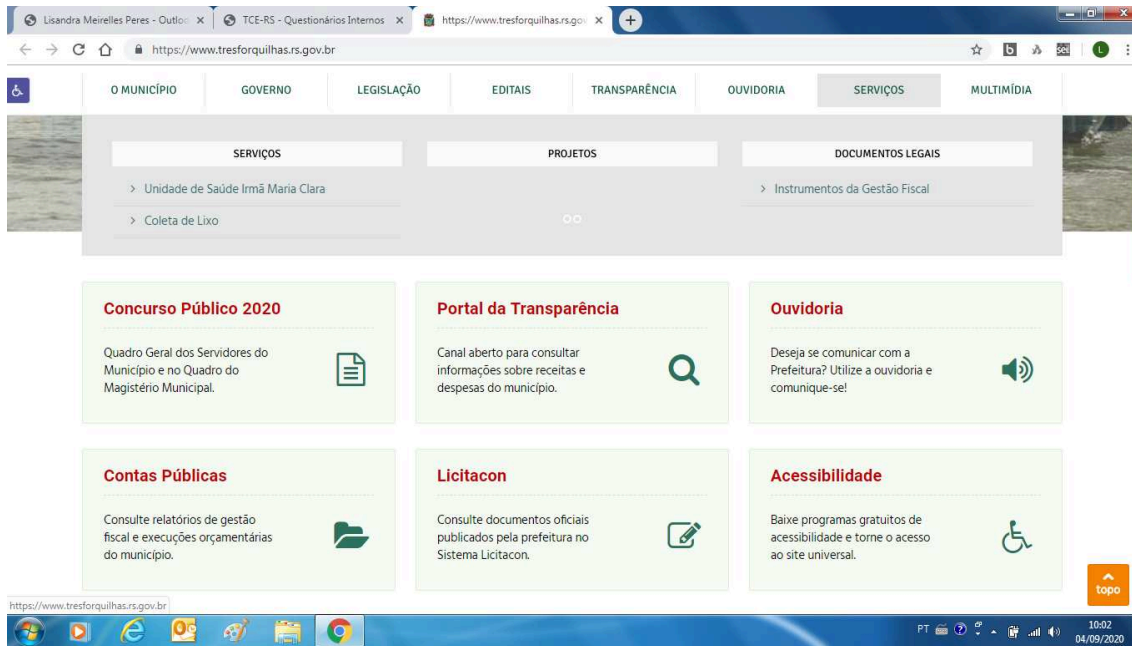 Lisandra Meirelles Peres - Outloo
TCE-RS - Questionários Internos
https://www.tresforquilhas.rs.gov
https://www.tresforquilhas.rs.gov.br
O MUNICÍPIO GOVERNO LEGISLAÇÃO EDITAIS TRANSPARÊNCIA OUVIDORIA SERVIÇOS MULTIMÍDIA
SERVIÇOS PROJETOS DOCUMENTOS LEGAIS
> Unidade de Saúde Irmã Maria Clara
> Instrumentos da Gestão Fiscal
> Coleta de Lixo
Concurso Público 2020
Quadro Geral dos Servidores do
Município e no Quadro do
Magistério Municipal.
Portal da Transparência
Canal aberto para consultar
informações sobre receitas e
despesas do município.
Ouvidoria
Deseja se comunicar com a
Prefeitura? Utilize a ouvidoria e
comunique-se!
Contas Públicas
Consulte relatórios de gestão
fiscal e execuções orçamentárias
do município.
Licitacon
Consulte documentos oficiais
publicados pela prefeitura no
Sistema Licitacon.
Acessibilidade
Baixe programas gratuitos de
acessibilidade e torne o acesso
ao site universal.
topo
https://www.tresforquilhas.rs.gov.br
PT
10:02
04/09/2020